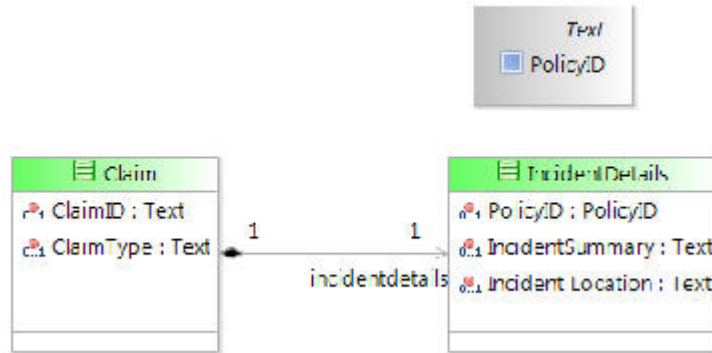 Text
PolicyID
Claim
ClaimID : Text
ClaimType : Text
1
1
incidentdetails
IncidentDetails
PolicyID : PolicyID
IncidentSummary : Text
Incident Location : Text